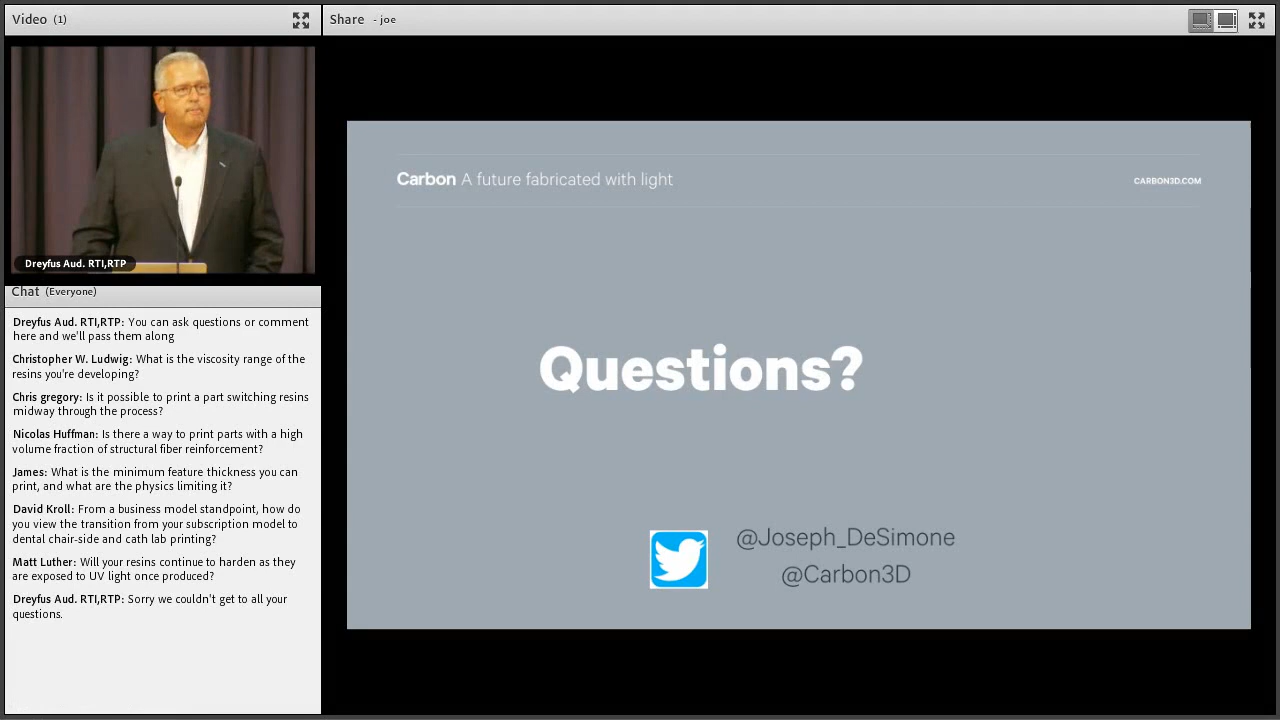 Video (1)
Share - joe
Dreyfus Aud. RTI,RTP
Chat (Everyone)
Dreyfus Aud. RTI,RTP: You can ask questions or comment
here and we'll pass them along
Christopher W. Ludwig: What is the viscosity range of the
resins you're developing?
Chris gregory: Is it possible to print a part switching resins
midway through the process?
Nicolas Huffman: Is there a way to print parts with a high
volume fraction of structural fiber reinforcement?
James: What is the minimum feature thickness you can
print, and what are the physics limiting it?
David Kroll: From a business model standpoint, how do
you view the transition from your subscription model to
dental chair-side and cath lab printing?
Matt Luther: Will your resins continue to harden as they
are exposed to UV light once produced?
Dreyfus Aud. RTI,RTP: Sorry we couldn't get to all your
questions.
Carbon A future fabricated with light
CARBON3D.COM
Questions?
@Joseph_DeSimone
@Carbon3D